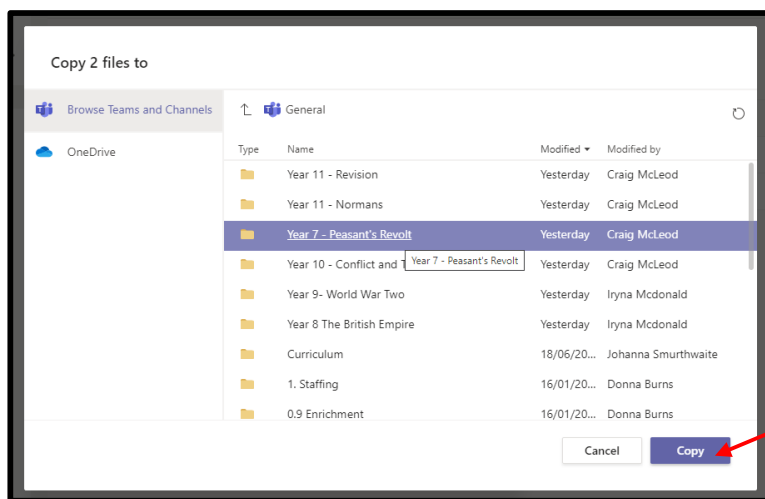 Copy 2 files to
Browse Teams and Channels
General
OneDrive
Type Name Modified Modified by
Year 11 - Revision Yesterday Craig McLeod
Year 11 - Normans Yesterday Craig McLeod
Year 7 - Peasant's Revolt Yesterday Craig McLeod
Year 10 - Conflict and T Yesterday Craig McLeod
Year 7 - Peasant's Revolt
Year 9- World War Two Yesterday Iryna Mcdonald
Year 8 The British Empire Yesterday Iryna Mcdonald
Curriculum 18/06/20... Johanna Smurthwaite
1. Staffing 16/01/20... Donna Burns
0.9 Enrichment 16/01/20... Donna Burns
Cancel Copy